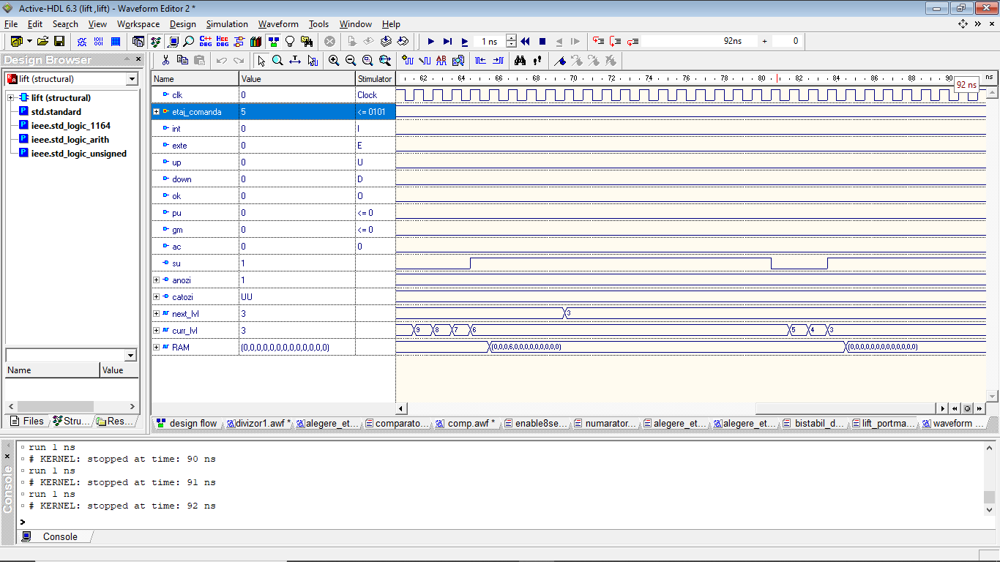 Active-HDL 6.3 (lift ,lift) - Waveform Editor 2 *
File Edit Search View Workspace Design Simulation Waveform Tools Window Help
1 ns 92ns + 0
Design Browser
lift (structural)
lift (structural)
std.standard
ieee.std_logic_1164
ieee.std_logic_arith
ieee.std_logic_unsigned
Name Value
Files Stru... Res...
Name Value Stimulator 62 64 66 68 70 72 74 76 78 80 82 84 86 88 90 ns
92 ns
clk 0 Clock
etaj_comanda 5 <= 0101
int 0 I
exte 0 E
up 0 U
down 0 D
ok 0 O
pu 0 <= 0
gm 0 <= 0
ac 0 0
su 1
anozi 1
catozi UU
next_lvl 3 3
curr_lvl 3 9 8 7 6 5 4 3
RAM (0,0,0,0,0,0,0,0,0,0,0,0,0) (0,0,0,6,0,0,0,0,0,0,0,0,0) (0,0,0,0,0,0,0,0,0,0,0,0,0)
design flow divizor1.awf * alegere_et... comparato... comp.awf * enable8se... numarator... alegere_et... alegere_et... bistabil_d... lift_portma... waveform ...
run 1 ns
# KERNEL: stopped at time: 90 ns
run 1 ns
# KERNEL: stopped at time: 91 ns
run 1 ns
# KERNEL: stopped at time: 92 ns
>
Console
Console